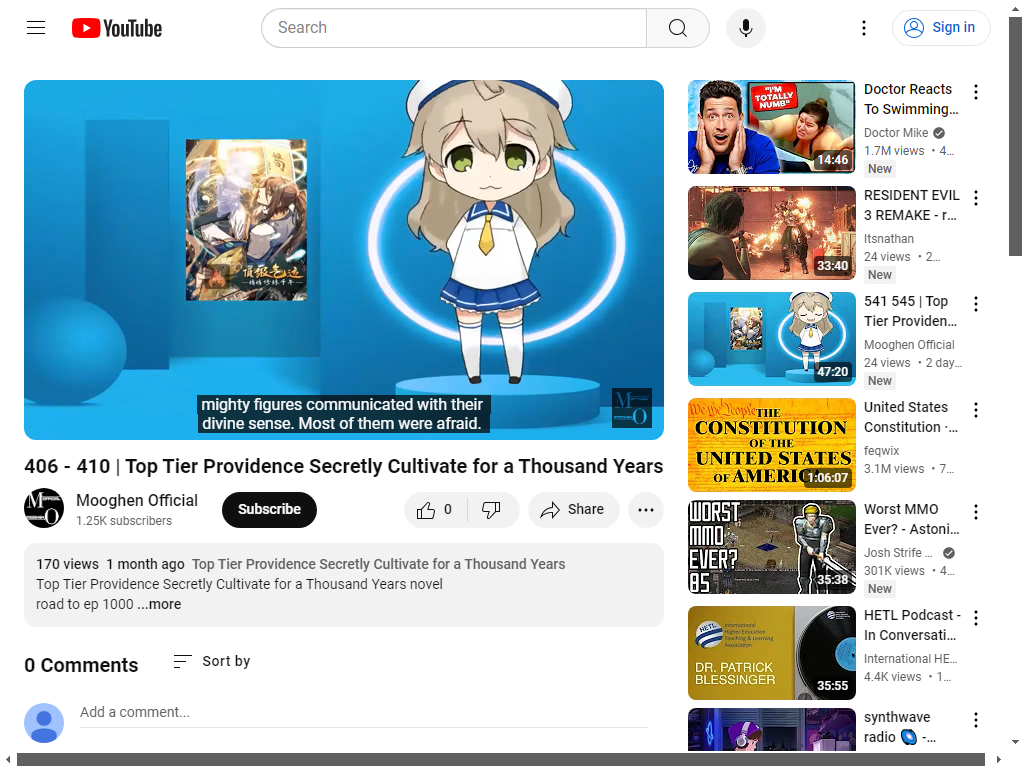 YouTube
Search
Sign in
mighty figures communicated with their
divine sense. Most of them were afraid.
406 - 410 | Top Tier Providence Secretly Cultivate for a Thousand Years
Mooghen Official
1.25K subscribers
Subscribe
0
Share
170 views 1 month ago Top Tier Providence Secretly Cultivate for a Thousand Years
Top Tier Providence Secretly Cultivate for a Thousand Years novel
road to ep 1000 ...more
0 Comments
Sort by
Add a comment...
"I'M
TOTALLY
NUMB"
14:46
Doctor Reacts
To Swimming...
Doctor Mike
1.7M views • 4...
New
33:40
RESIDENT EVIL
3 REMAKE - r...
Itsnathan
24 views • 2...
New
47:20
541 545 | Top
Tier Providen...
Mooghen Official
24 views • 2 day...
New
We the People THE
CONSTITUTION
OF THE
UNITED STATES
OF AMERIC
1:06:07
United States
Constitution ·...
feqwix
3.1M views • 7...
WORST
MMO
EVER?
85
35:38
Worst MMO
Ever? - Astoni...
Josh Strife ...
301K views • 4...
New
HETL
International
Higher Education
Teaching & Learning
Association
DR. PATRICK
BLESSINGER
35:55
HETL Podcast -
In Conversati...
International HE...
4.4K views • 1...
synthwave
radio 🌌 -...